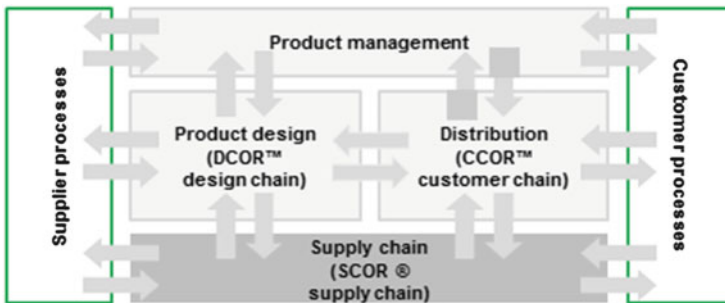 Supplier processes
Product management
Product design
(DCOR™
design chain)
Distribution
(CCOR™
customer chain)
Supply chain
(SCOR ®
supply chain)
Customer processes